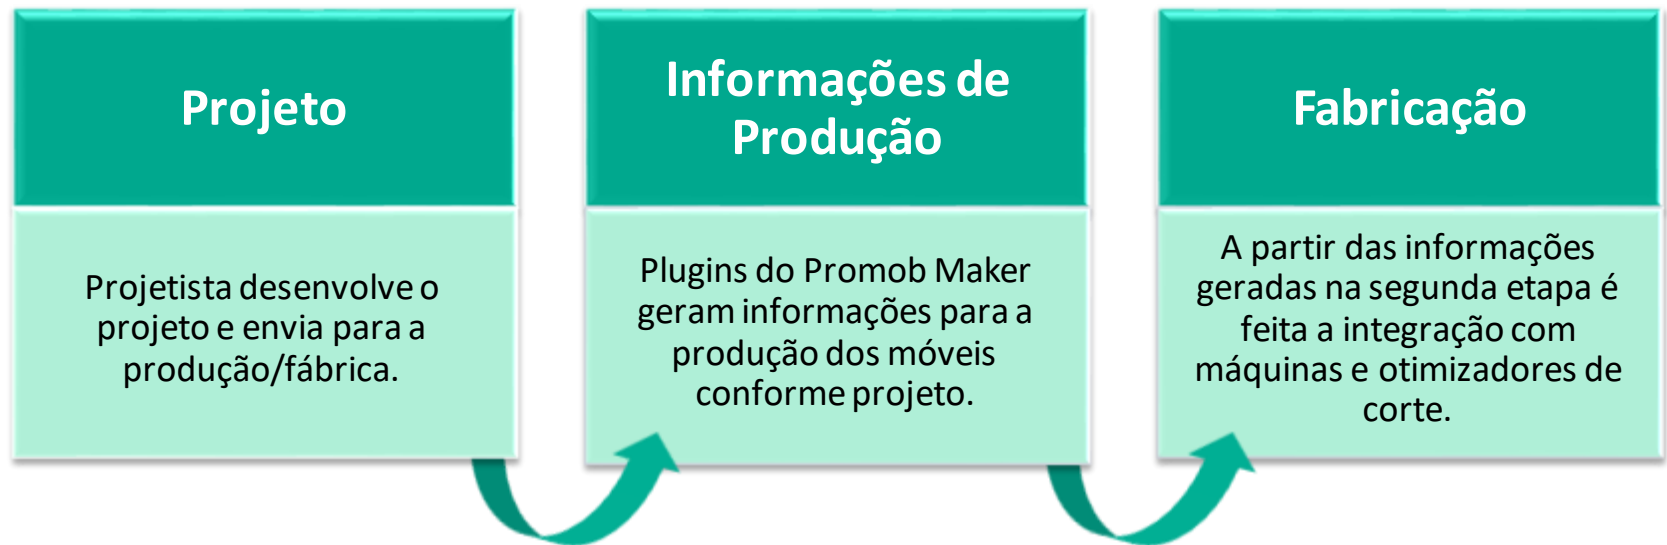 Projeto
Projetista desenvolve o
projeto e envia para a
produção/fábrica.
Informações de
Produção
Plugins do Promob Maker
geram informações para a
produção dos móveis
conforme projeto.
Fabricação
A partir das informações
geradas na segunda etapa é
feita a integração com
máquinas e otimizadores de
corte.